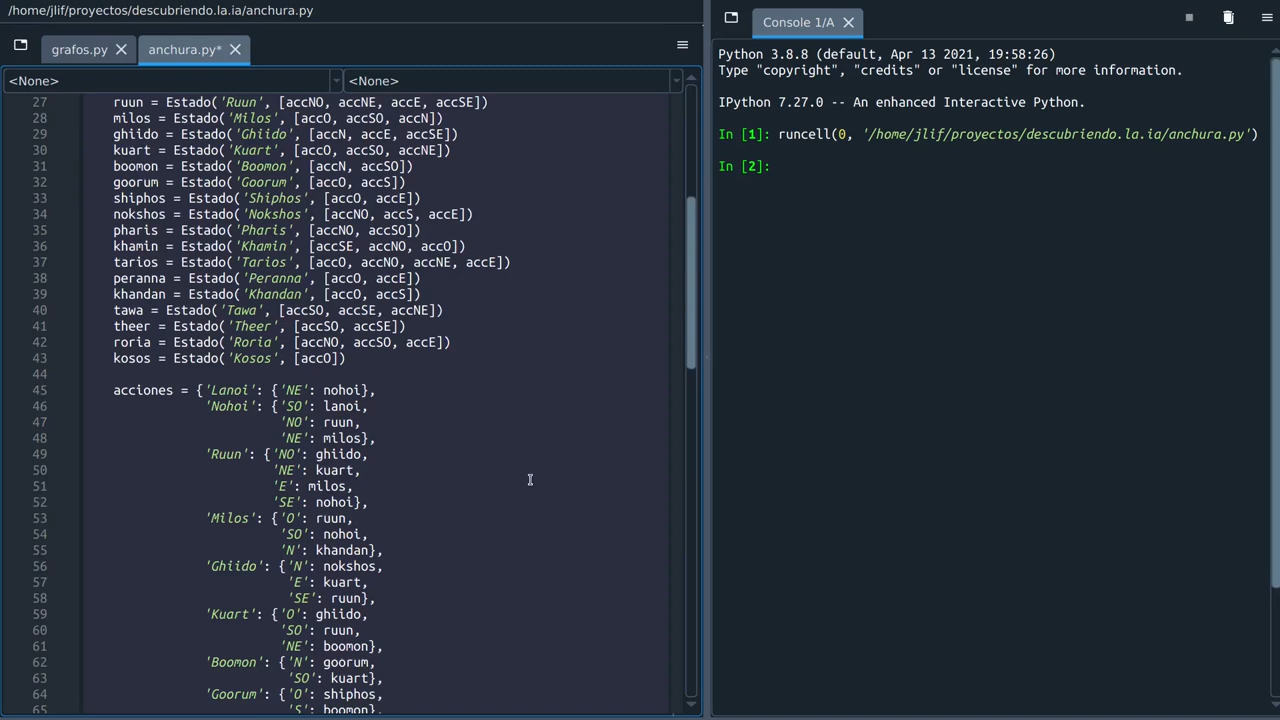 /home/jlif/proyectos/descubriendo.la.ia/anchura.py
grafos.py
anchura.py*
<None>
<None>
27 ruun = Estado('Ruun', [accNO, accNE, accE, accSE])
28 milos = Estado('Milos', [accO, accSO, accN])
29 ghiido = Estado('Ghiido', [accN, accE, accSE])
30 kuart = Estado('Kuart', [accO, accSO, accNE])
31 boomon = Estado('Boomon', [accN, accSO])
32 goorum = Estado('Goorum', [accO, accS])
33 shiphos = Estado('Shiphos', [accO, accE])
34 nokshos = Estado('Nokshos', [accNO, accS, accE])
35 pharis = Estado('Pharis', [accNO, accSO])
36 khamin = Estado('Khamin', [accSE, accNO, accO])
37 tarios = Estado('Tarios', [accO, accNO, accNE, accE])
38 peranna = Estado('Peranna', [accO, accE])
39 khandan = Estado('Khandan', [accO, accS])
40 tawa = Estado('Tawa', [accSO, accSE, accNE])
41 theer = Estado('Theer', [accSO, accSE])
42 roria = Estado('Roria', [accNO, accSO, accE])
43 kosos = Estado('Kosos', [accO])
44
45 acciones = {'Lanoi': {'NE': nohoi},
46 'Nohoi': {'SO': lanoi,
47 'NO': ruun,
48 'NE': milos},
49 'Ruun': {'NO': ghiido,
50 'NE': kuart,
51 'E': milos,
52 'SE': nohoi},
53 'Milos': {'O': ruun,
54 'SO': nohoi,
55 'N': khandan},
56 'Ghiido': {'N': nokshos,
57 'E': kuart,
58 'SE': ruun},
59 'Kuart': {'O': ghiido,
60 'SO': ruun,
61 'NE': boomon},
62 'Boomon': {'N': goorum,
63 'SO': kuart},
64 'Goorum': {'O': shiphos,
65 'S': boomon},
Console 1/A
Python 3.8.8 (default, Apr 13 2021, 19:58:26)
Type "copyright", "credits" or "license" for more information.
IPython 7.27.0 -- An enhanced Interactive Python.
In [1]: runcell(0, '/home/jlif/proyectos/descubriendo.la.ia/anchura.py')
In [2]: